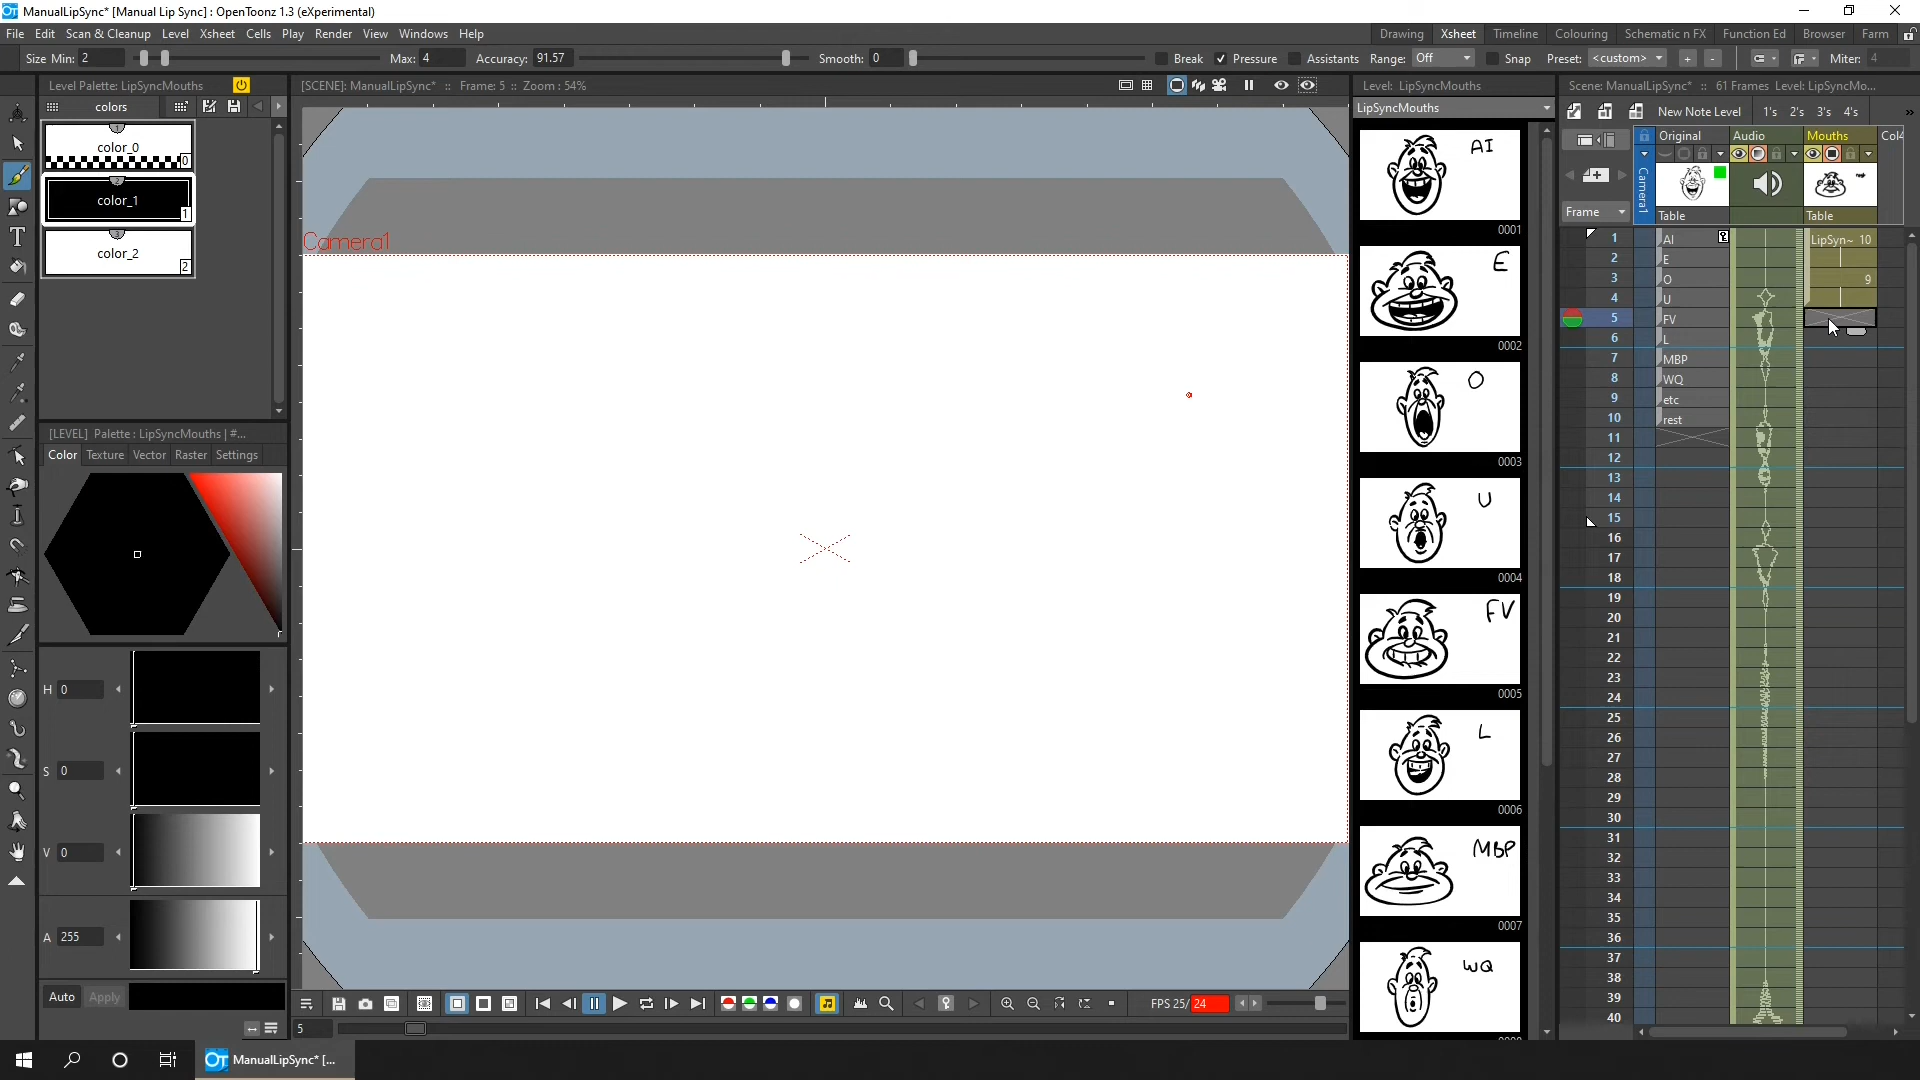 ManualLipSync* [Manual Lip Sync] : OpenToonz 1.3 (eXperimental)
File Edit Scan & Cleanup Level Xsheet Cells Play Render View Windows Help
Drawing Xsheet Timeline Colouring Schematic n FX Function Ed Browser Farm
Size Min: 2 Max: 4 Accuracy: 91.57 Smooth: 0 Break Pressure Assistants Range: Off Snap Preset: <custom> + - Miter: 4
Level Palette: LipSyncMouths
[SCENE]: ManualLipSync* :: Frame: 5 :: Zoom : 54%
Level: LipSyncMouths
Scene: ManualLipSync* :: 61 Frames Level: LipSyncMo...
colors
LipSyncMouths
New Note Level 1's 2's 3's 4's »
color_0
0
color_1
1
color_2
2
Camera1
AI
0001
E
0002
O
0003
U
0004
FV
0005
L
0006
MBP
0007
WQ
Original Audio Mouths Col4
Camera1
Frame Table Table
1 AI LipSyn~ 10
2 E
3 O 9
4 U
5 FV
6 L
7 MBP
8 WQ
9 etc
10 rest
11
12
13
14
15
16
17
18
19
20
21
22
23
24
25
26
27
28
29
30
31
32
33
34
35
36
37
38
39
40
[LEVEL] Palette : LipSyncMouths | #...
Color Texture Vector Raster Settings
H 0
S 0
V 0
A 255
Auto Apply
FPS 25/ 24
5
ManualLipSync* [...